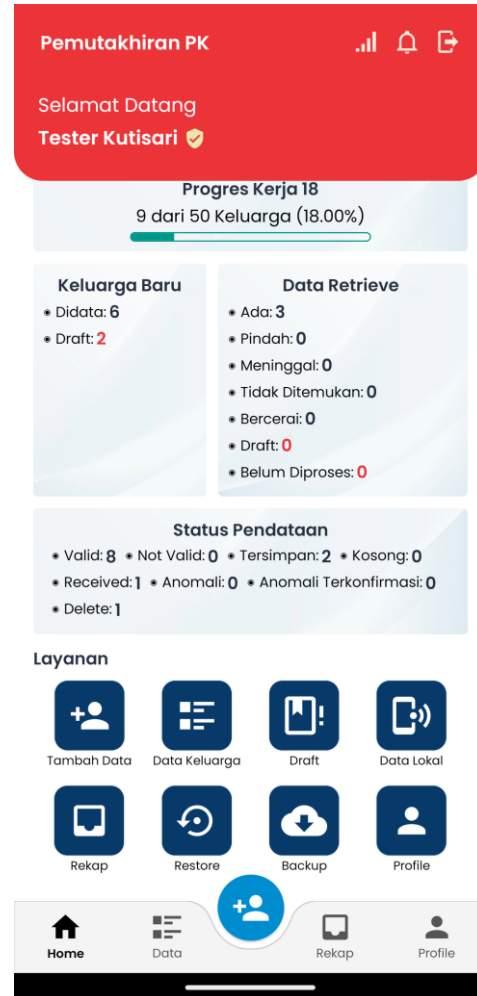 Pemutakhiran PK
Selamat Datang
Tester Kutisari
Progres Kerja 18
9 dari 50 Keluarga (18.00%)
Keluarga Baru
Didata: 6
Draft: 2
Data Retrieve
Ada: 3
Pindah: 0
Meninggal: 0
Tidak Ditemukan: 0
Bercerai: 0
Draft: 0
Belum Diproses: 0
Status Pendataan
Valid: 8 Not Valid: 0 Tersimpan: 2 Kosong: 0
Received: 1 Anomali: 0 Anomali Terkonfirmasi: 0
Delete: 1
Layanan
Tambah Data Data Keluarga Draft Data Lokal
Rekap Restore Backup Profile
Home Data Rekap Profile